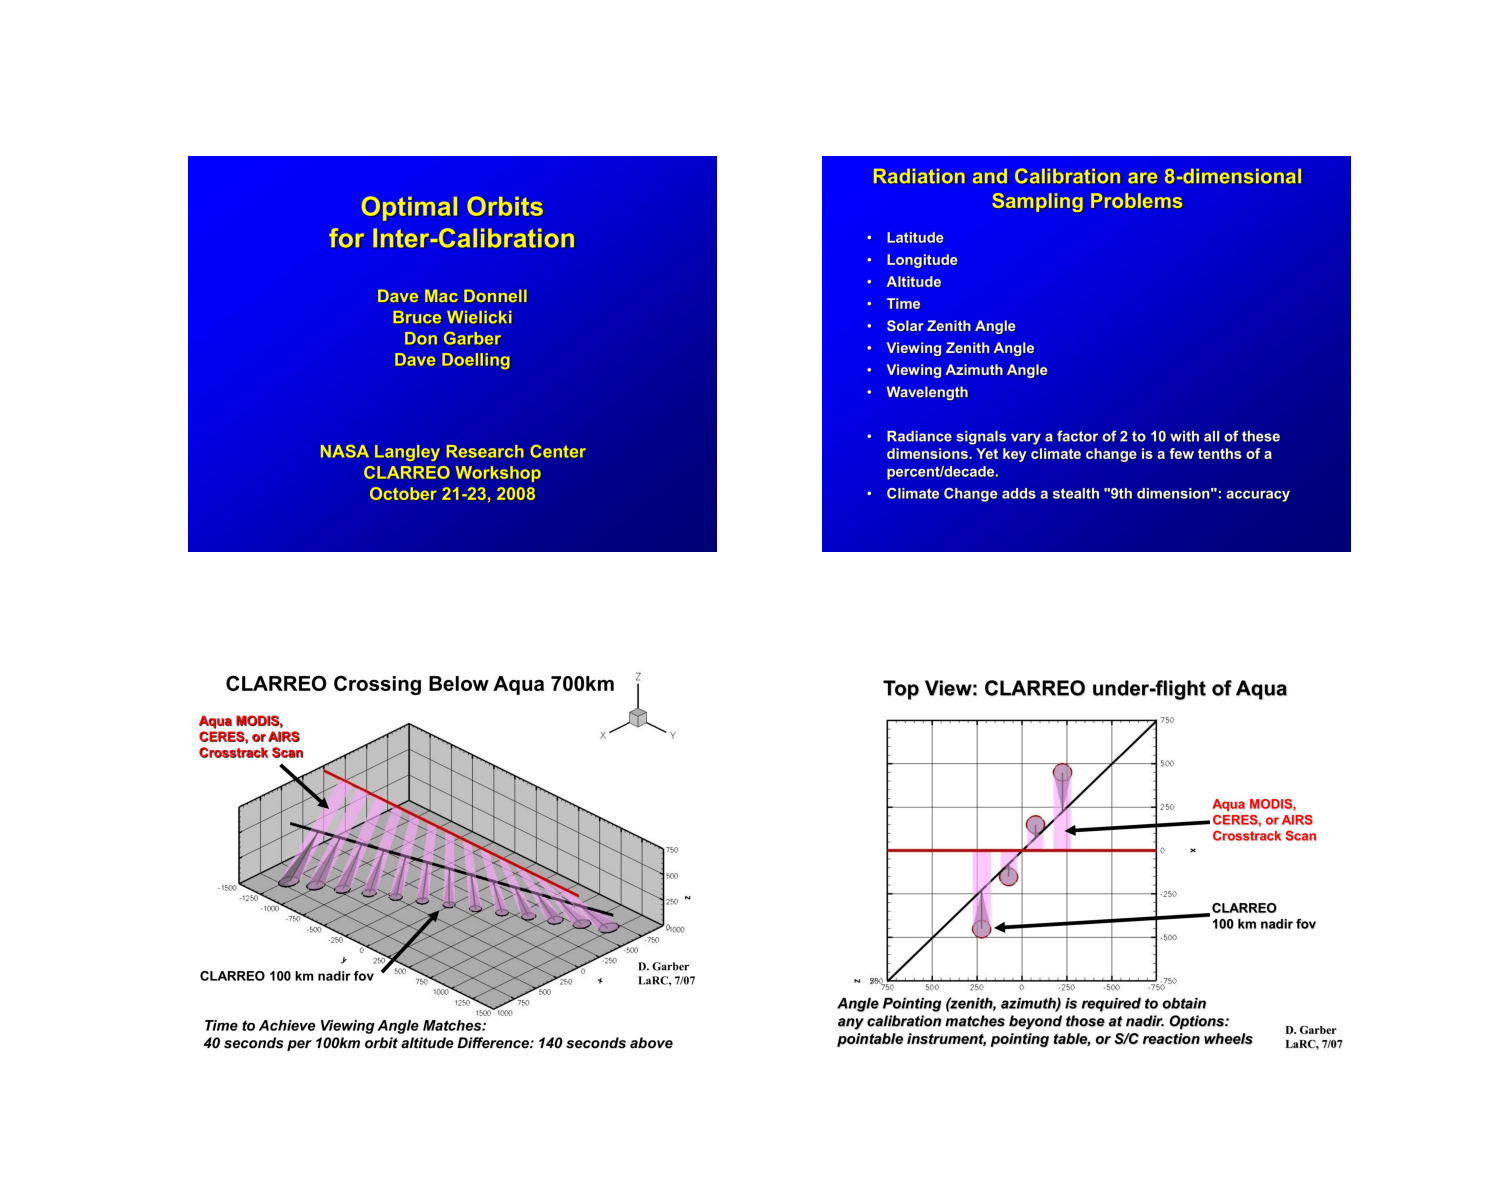 Optimal Orbits
for Inter-Calibration
Dave Mac Donnell
Bruce Wielicki
Don Garber
Dave Doelling
NASA Langley Research Center
CLARREO Workshop
October 21-23, 2008
Radiation and Calibration are 8-dimensional
Sampling Problems
• Latitude
• Longitude
• Altitude
• Time
• Solar Zenith Angle
• Viewing Zenith Angle
• Viewing Azimuth Angle
• Wavelength
• Radiance signals vary a factor of 2 to 10 with all of these
dimensions. Yet key climate change is a few tenths of a
percent/decade.
• Climate Change adds a stealth "9th dimension": accuracy
CLARREO Crossing Below Aqua 700km
Z
X
Y
Aqua MODIS,
CERES, or AIRS
Crosstrack Scan
750
500
250
Z
-1500
-1250
-1000
-750
-500
-250
0
250
500
750
1000
1250
1500
Y
-1000
-750
-500
-250
0
250
500
750
1000
X
CLARREO 100 km nadir fov
D. Garber
LaRC, 7/07
Time to Achieve Viewing Angle Matches:
40 seconds per 100km orbit altitude Difference: 140 seconds above
Top View: CLARREO under-flight of Aqua
750
500
250
0
X
-250
-500
-750
Aqua MODIS,
CERES, or AIRS
Crosstrack Scan
CLARREO
100 km nadir fov
Z
750
500
250
0
-250
-500
-750
Angle Pointing (zenith, azimuth) is required to obtain
any calibration matches beyond those at nadir. Options:
pointable instrument, pointing table, or S/C reaction wheels
D. Garber
LaRC, 7/07